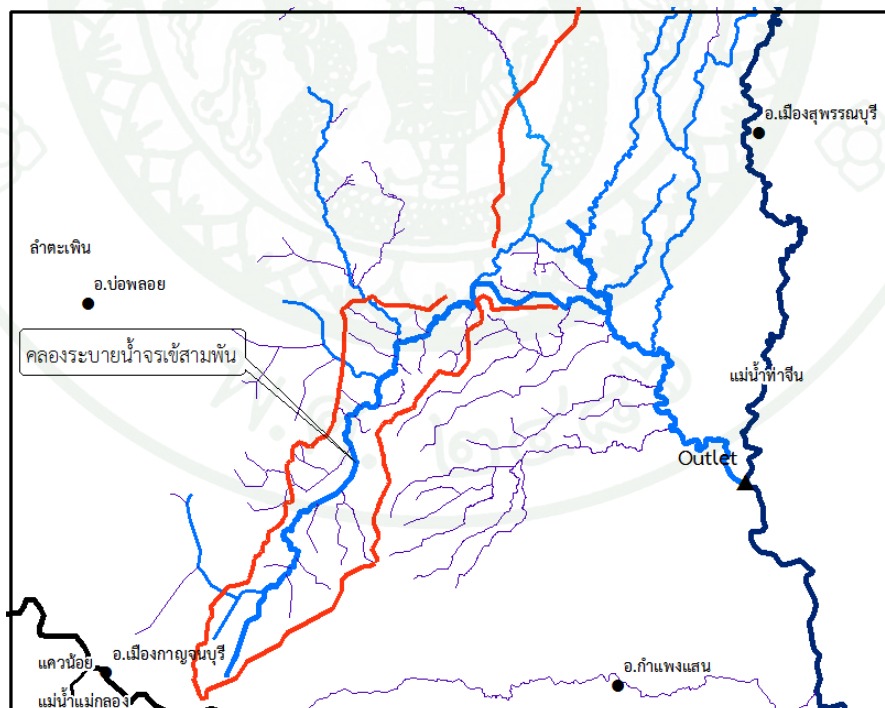 อ.เมืองสุพรรณบุรี
ลำตะเพิน
อ.บ่อพลอย
คลองระบายน้ำจรเข้สามพัน
แม่น้ำท่าจีน
Outlet
อ.เมืองกาญจนบุรี
แควน้อย
อ.กำแพงแสน
แม่น้ำแม่กลอง